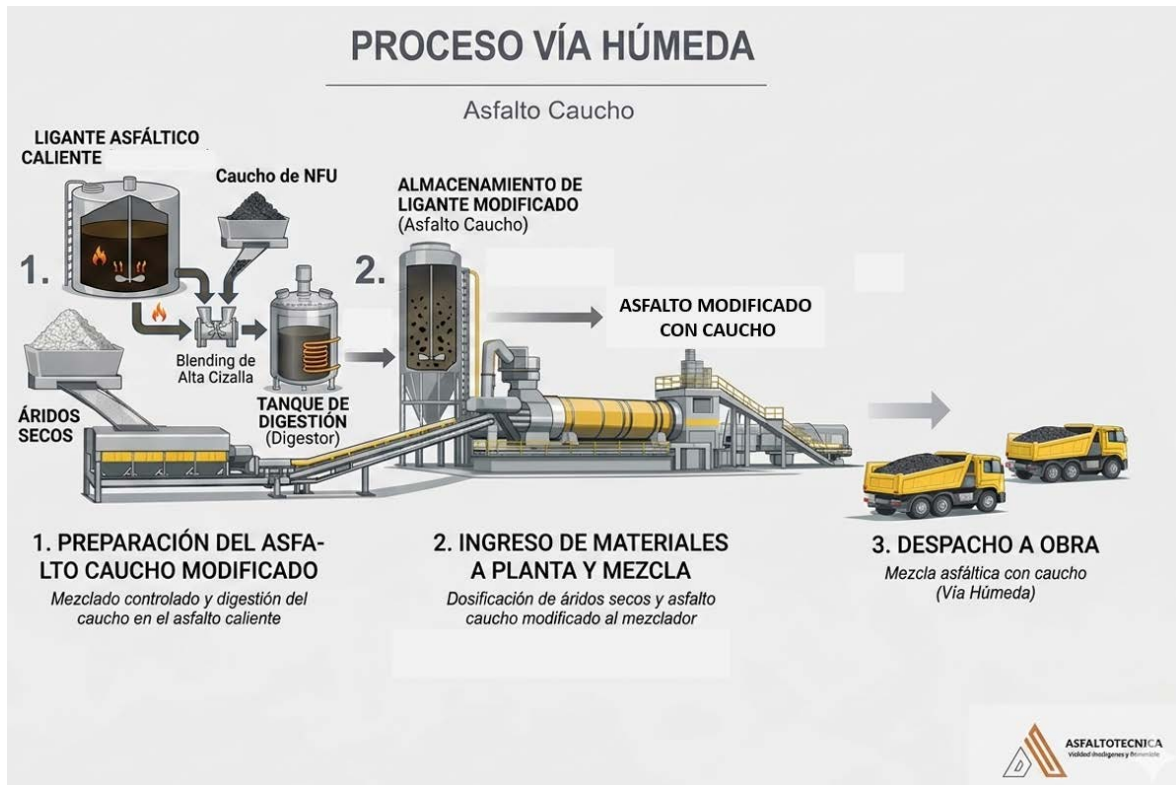 PROCESO VÍA HÚMEDA
Asfalto Caucho
LIGANTE ASFÁLTICO
CALIENTE
Caucho de NFU
1.
Blending de
Alta Cizalla
TANQUE DE
DIGESTIÓN
(Digestor)
ÁRIDOS
SECOS
2.
ALMACENAMIENTO DE
LIGANTE MODIFICADO
(Asfalto Caucho)
ASFALTO MODIFICADO
CON CAUCHO
1. PREPARACIÓN DEL ASFA-
LTO CAUCHO MODIFICADO
Mezclado controlado y digestión del
caucho en el asfalto caliente
2. INGRESO DE MATERIALES
A PLANTA Y MEZCLA
Dosificación de áridos secos y asfalto
caucho modificado al mezclador
3. DESPACHO A OBRA
Mezcla asfáltica con caucho
(Vía Húmeda)
ASFALTOTECNICA